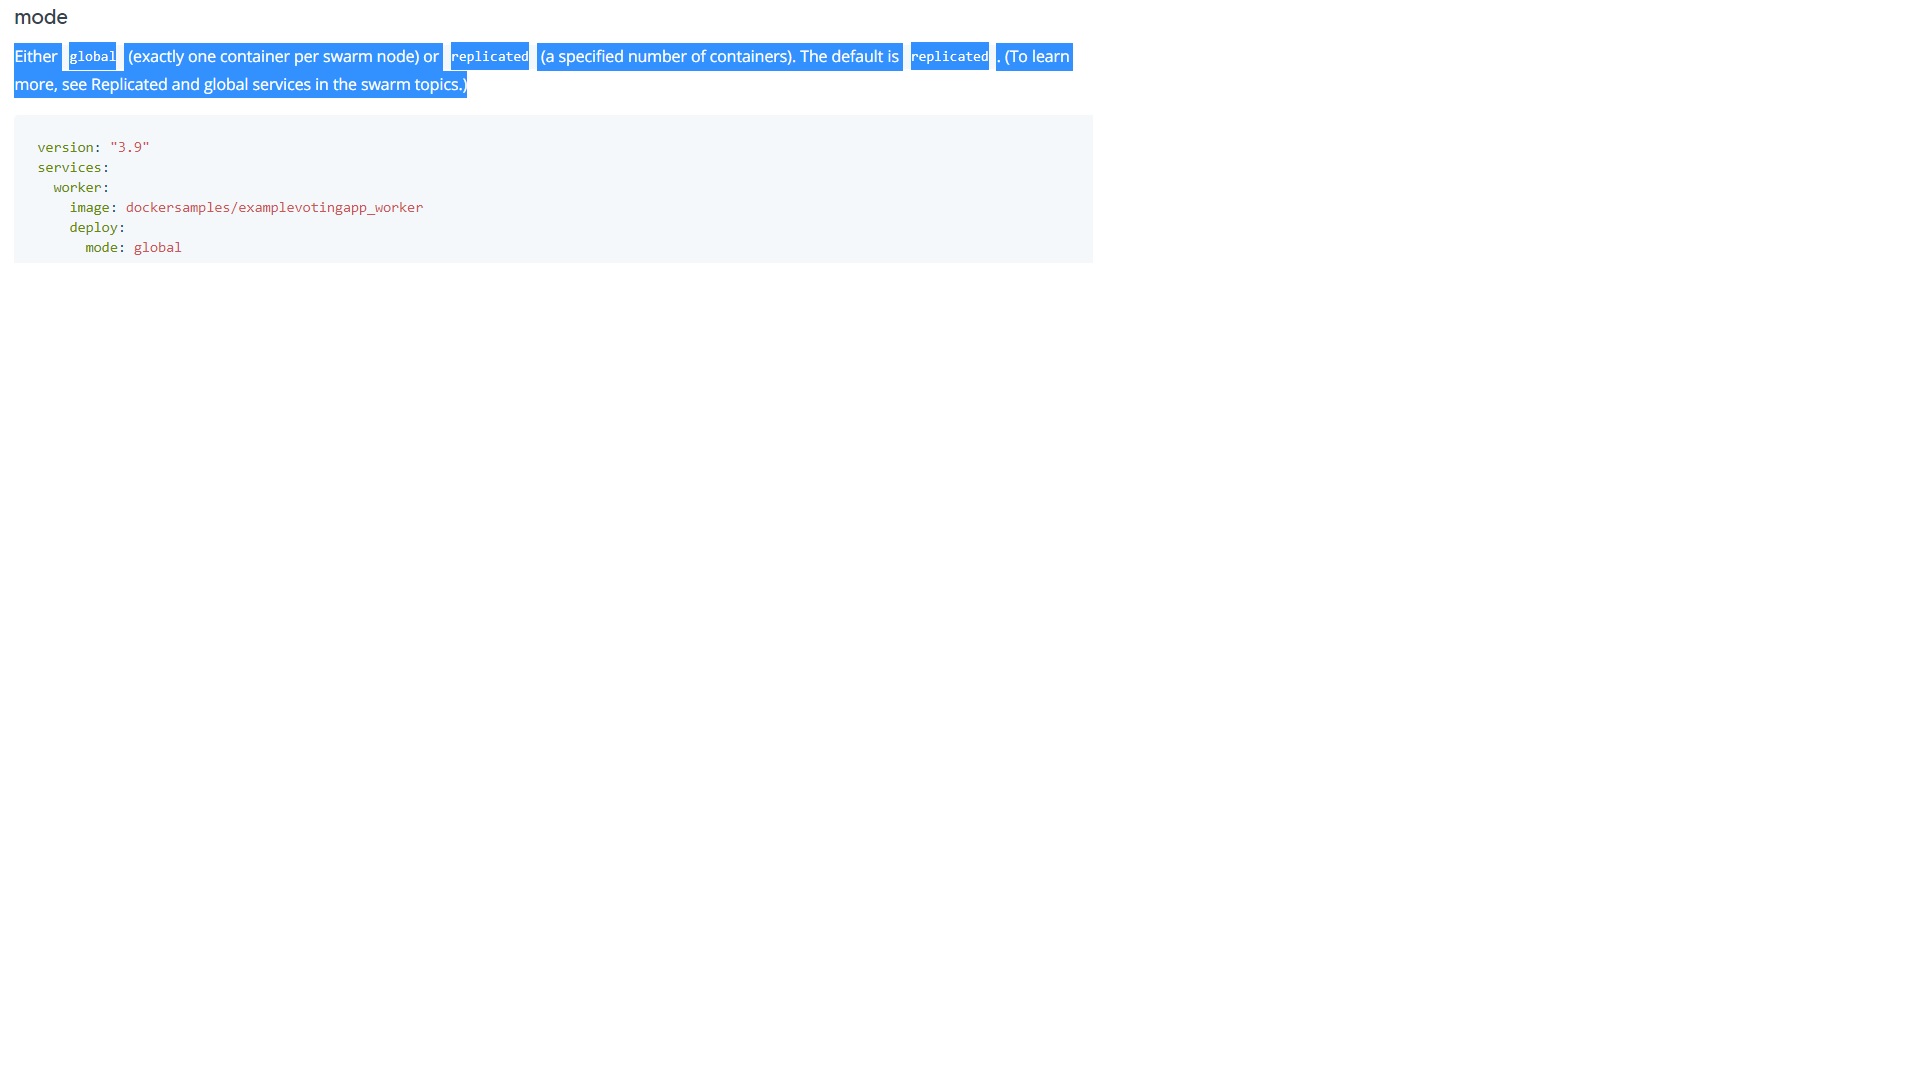 mode
Either global (exactly one container per swarm node) or replicated (a specified number of containers). The default is replicated . (To learn
more, see Replicated and global services in the swarm topics.)
version: "3.9"
services:
  worker:
    image: dockersamples/examplevotingapp_worker
    deploy:
      mode: global